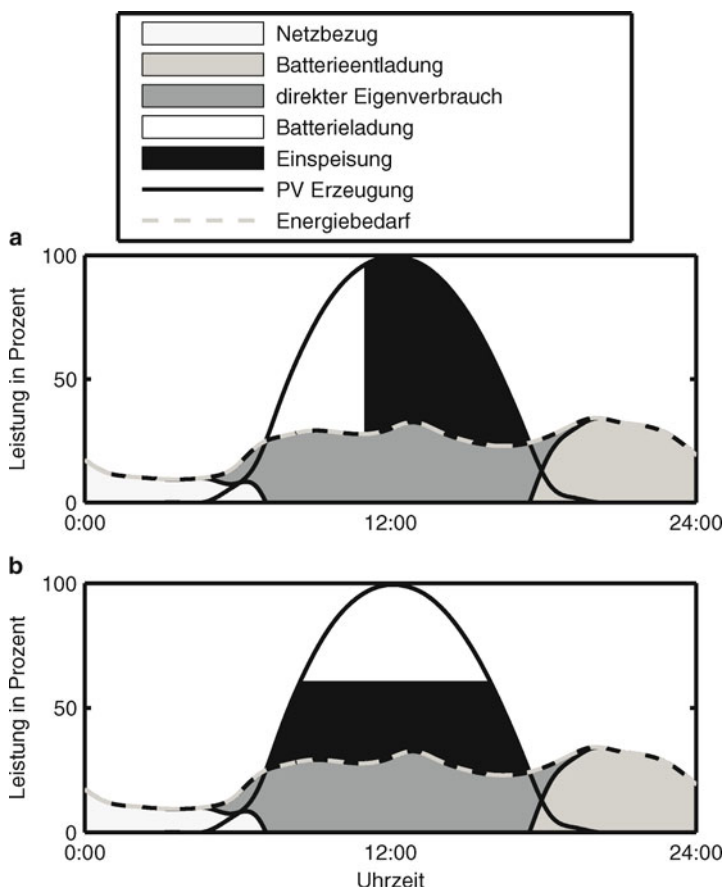 Netzbezug
Batterieentladung
direkter Eigenverbrauch
Batterieladung
Einspeisung
PV Erzeugung
Energiebedarf
a
Leistung in Prozent
100
50
0
0:00
12:00
24:00
b
Leistung in Prozent
100
50
0
0:00
12:00
24:00
Uhrzeit